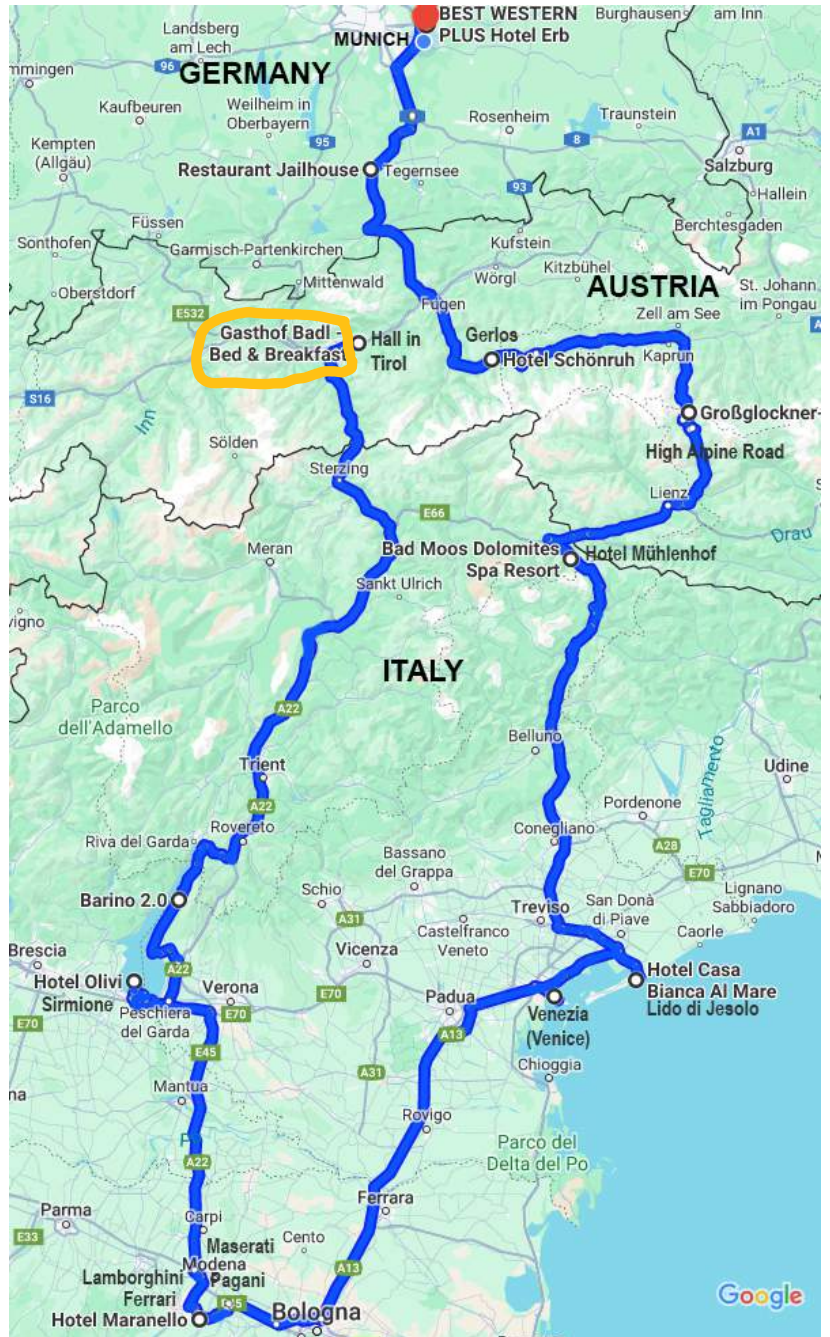 BEST WESTERN
PLUS Hotel Erb
Burghausen
am Inn
Landsberg
am Lech
MUNICH
mmingen
96
GERMANY
Kaufbeuren
Weilheim in
Oberbayern
8
Rosenheim
Traunstein
A1
Kempten
(Allgäu)
95
8
Salzburg
Restaurant Jailhouse
Tegernsee
93
Hallein
Berchtesgaden
Füssen
Kufstein
Sonthofen
Garmisch-Partenkirchen
Wörgl
Kitzbühel
AUSTRIA
St. Johann
im Pongau
Oberstdorf
Mittenwald
E532
Fügen
Zell am See
Gasthof Badl -
Bed & Breakfast
Hall in
Tirol
Gerlos
Hotel Schönruh
Kaprun
S16
Inn
Großglockner-
High Alpine Road
Sölden
Sterzing
Lienz
E66
Drau
Meran
Bad Moos Dolomites
Spa Resort
Hotel Mühlenhof
Sankt Ulrich
vigno
ITALY
Parco
dell'Adamello
A22
Belluno
Tagliamento
Udine
Trient
A22
Pordenone
Riva del Garda
Rovereto
Conegliano
A28
Bassano
del Grappa
E70
Barino 2.0
Schio
A31
Treviso
San Donà
di Piave
Lignano
Sabbiadoro
Castelfranco
Veneto
Caorle
Brescia
A22
Vicenza
Hotel Olivi
Sirmione
Verona
E70
Padua
Hotel Casa
Bianca Al Mare
Lido di Jesolo
E70
Peschiera
del Garda
E70
A13
Venezia
(Venice)
E45
A31
Chioggia
Mantua
Rovigo
Parco del
Delta del Po
A22
Ferrara
Parma
Carpi
Cento
E33
Maserati
Modena
A13
Lamborghini
Pagani
Ferrari
Hotel Maranello
E45
Bologna
Google